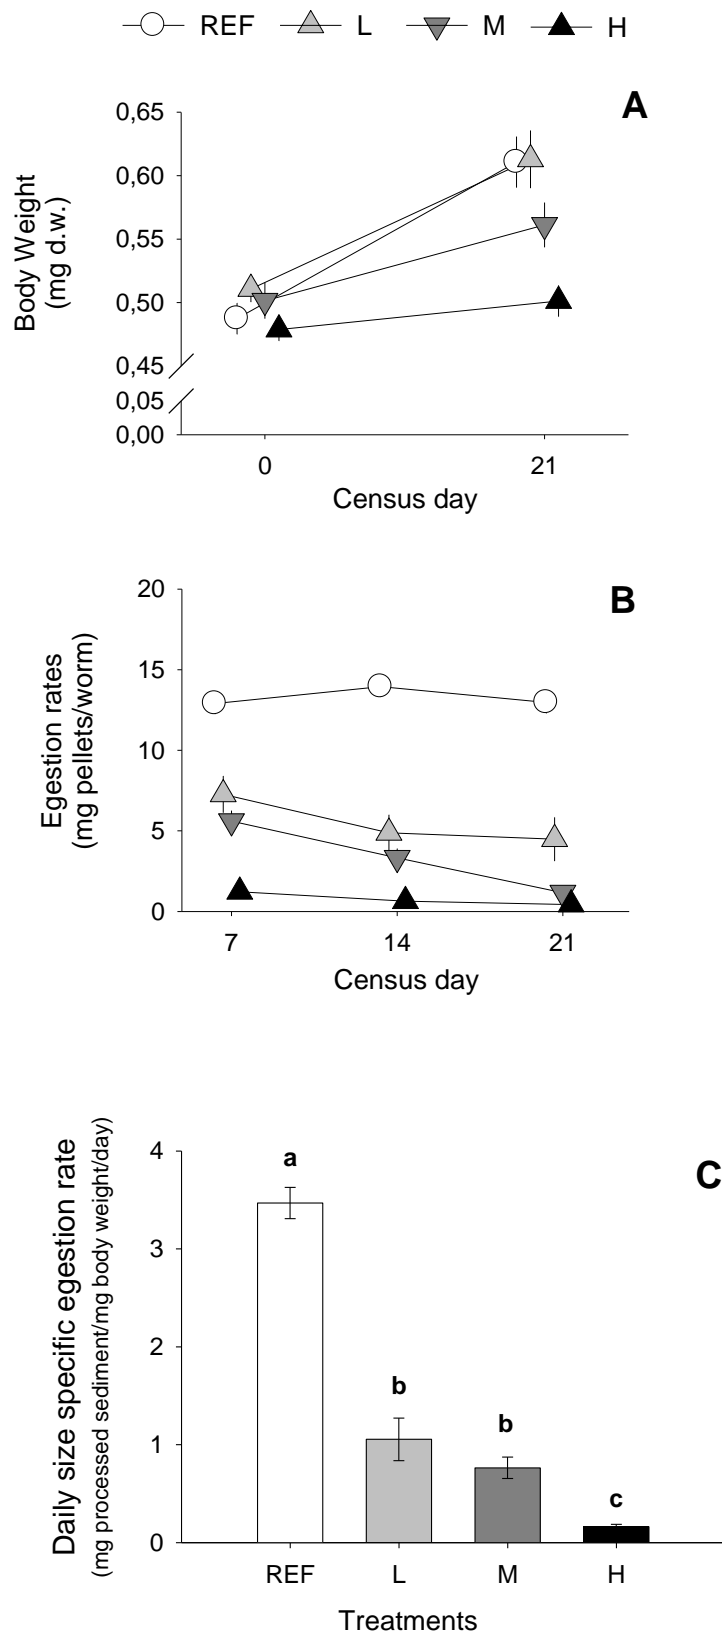 REF L M H
A
0,65
0,60
0,55
0,50
0,45
0,05
0,00
Body Weight
(mg d.w.)
0 21
Census day
B
20
15
10
5
0
Egestion rates
(mg pellets/worm)
7 14 21
Census day
C
4
3
2
1
0
Daily size specific egestion rate
(mg processed sediment/mg body weight/day)
a
b
b
c
REF L M H
Treatments